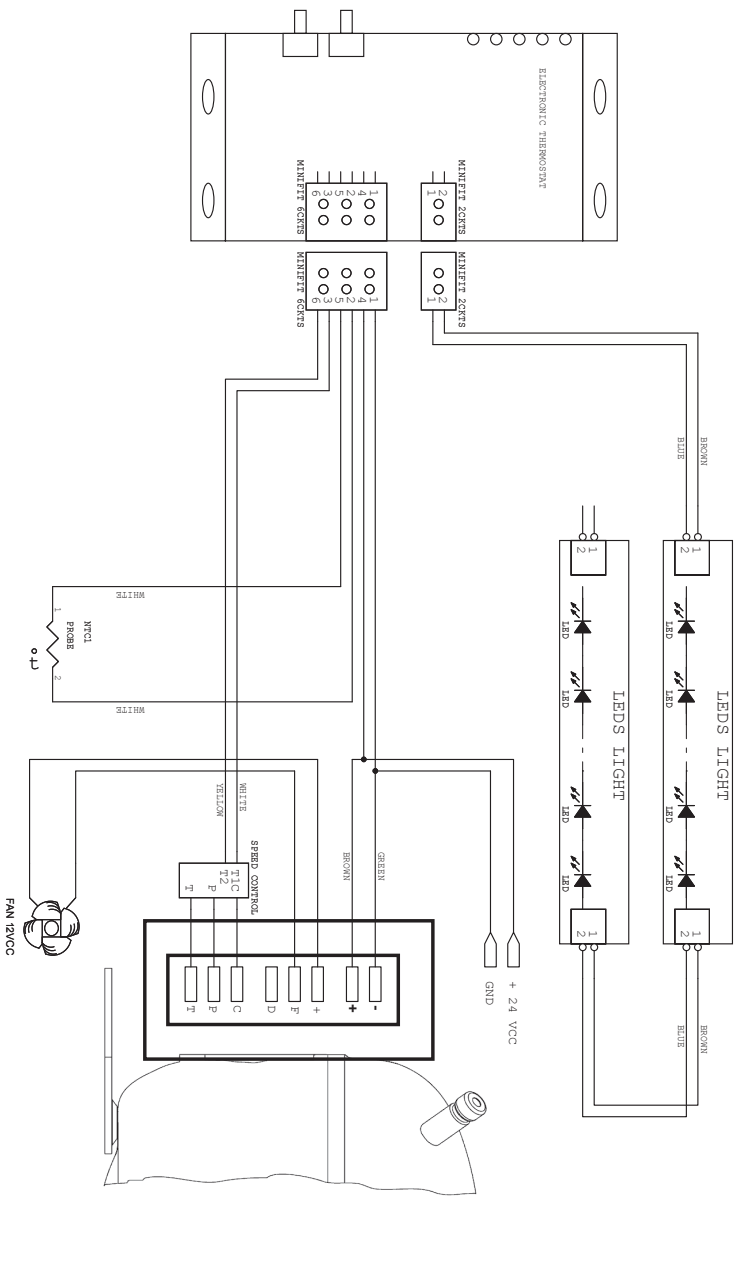 ELECTRONIC THERMOSTAT
MINIFIT 6CKTS
6 3 5 2 4 1
MINIFIT 2CKTS
1 2
MINIFIT 6CKTS
6 3 5 2 4 1
MINIFIT 2CKTS
1 2
BROWN
BLUE
1
2
LEDS LIGHT
LED
LED
LED
LED
1
2
1
2
LEDS LIGHT
LED
LED
LED
LED
1
2
BROWN
BLUE
WHITE
1
NTC1
PROBE
t°
2
WHITE
WHITE
YELLOW
SPEED CONTROL
T1C
T2
P
T
GREEN
BROWN
+ 24 VCC
GND
T P C D F + + -
FAN 12VCC